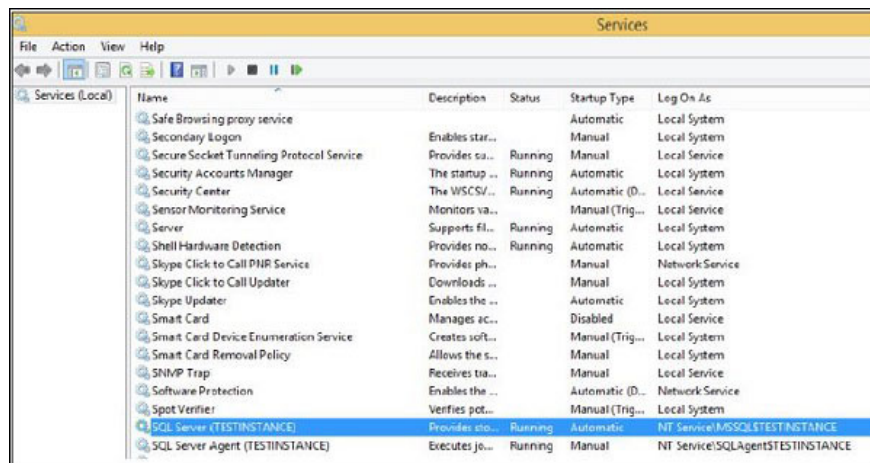 Services
File Action View Help
Services (Local)
Name Description Status Startup Type Log On As
Safe Browsing proxy service Automatic Local System
Secondary Logon Enables star... Manual Local System
Secure Socket Tunneling Protocol Service Provides su... Running Manual Local Service
Security Accounts Manager The startup ... Running Automatic Local System
Security Center The WSCSV... Running Automatic (D... Local Service
Sensor Monitoring Service Monitors va... Manual (Trig... Local Service
Server Supports fil... Running Automatic Local System
Shell Hardware Detection Provides no... Running Automatic Local System
Skype Click to Call PNR Service Provides ph... Manual Network Service
Skype Click to Call Updater Downloads ... Manual Local System
Skype Updater Enables the ... Automatic Local System
Smart Card Manages ac... Disabled Local Service
Smart Card Device Enumeration Service Creates soft... Manual (Trig... Local System
Smart Card Removal Policy Allows the s... Manual Local System
SNMP Trap Receives tra... Manual Local Service
Software Protection Enables the ... Automatic (D... Network Service
Spot Verifier Verifies pot... Manual (Trig... Local System
SQL Server (TESTINSTANCE) Provides sto... Running Automatic NT Service\MSSQL$TESTINSTANCE
SQL Server Agent (TESTINSTANCE) Executes jo... Running Manual NT Service\SQLAgent$TESTINSTANCE